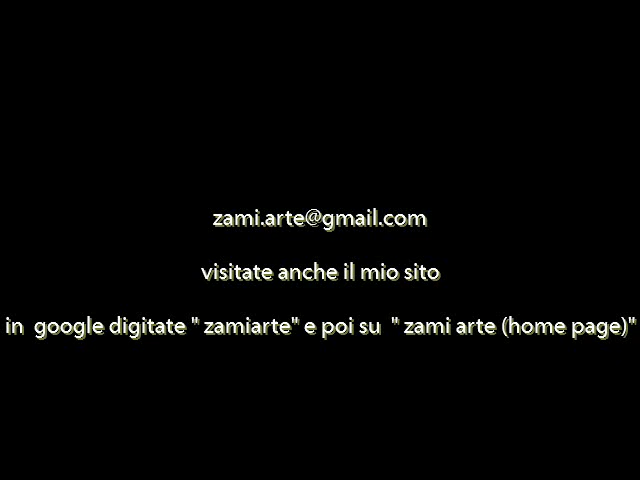 zami.arte@gmail.com
visitate anche il mio sito
in google digitate " zamiarte" e poi su " zami arte (home page)"